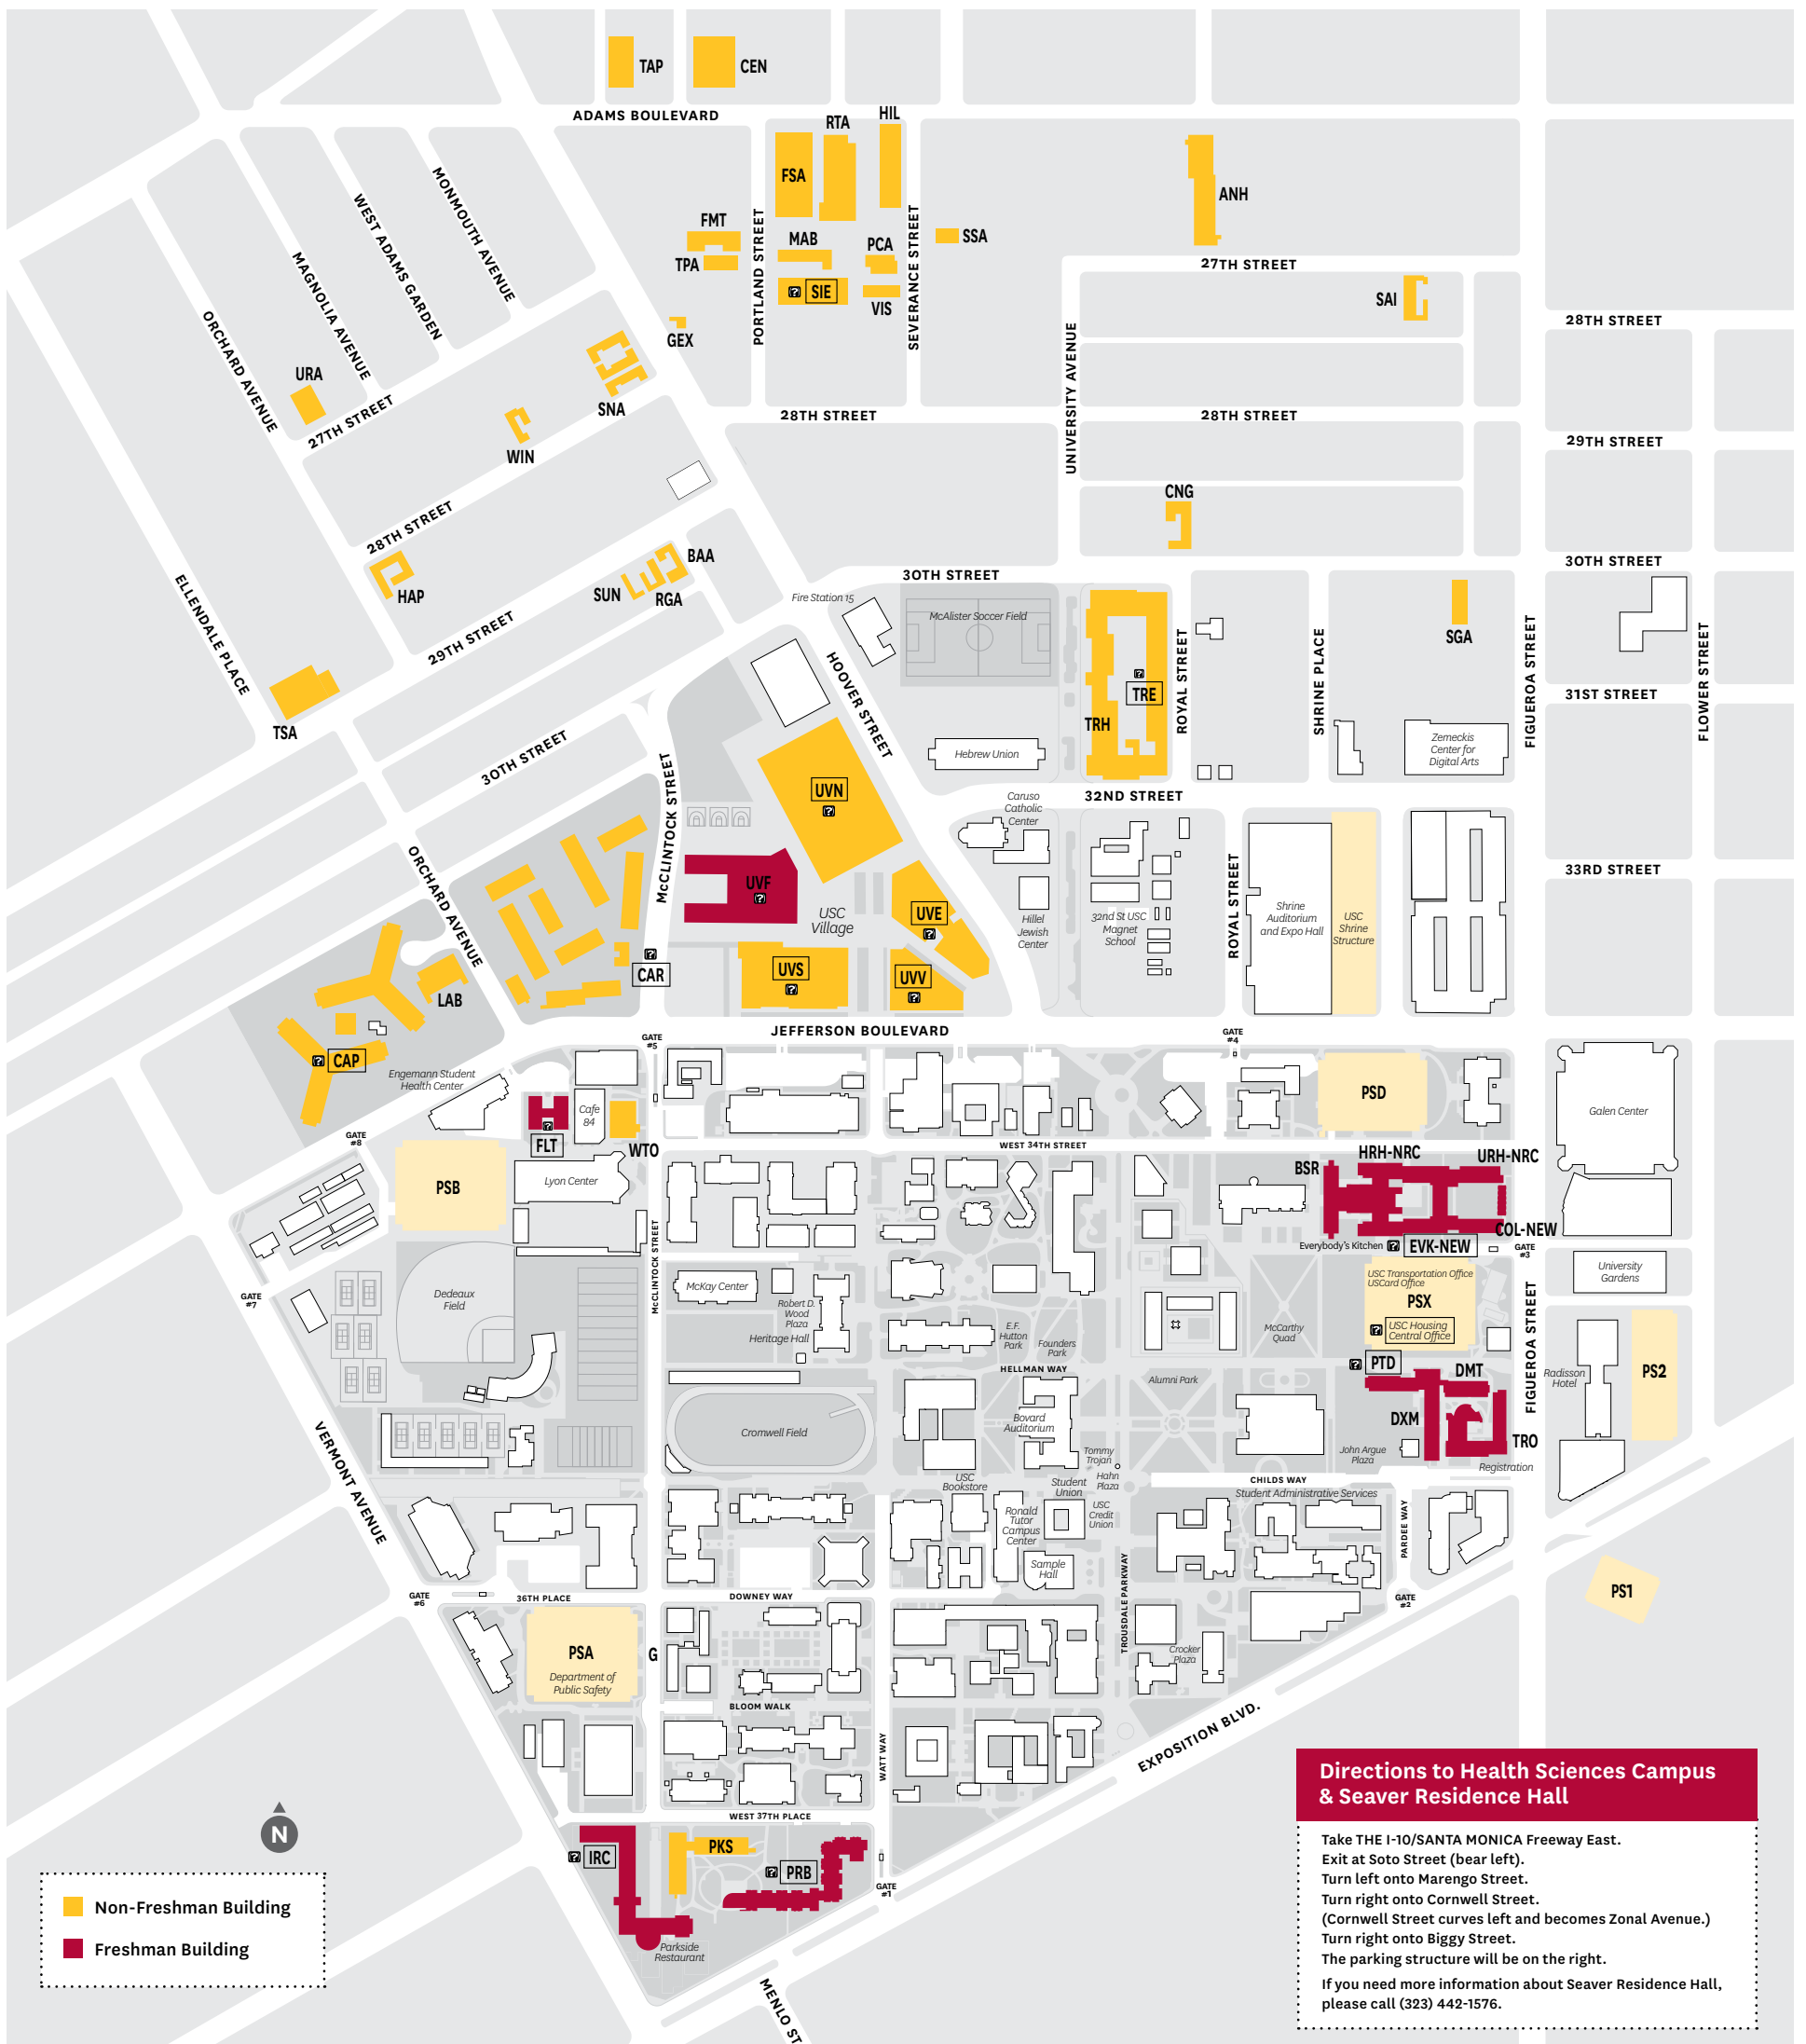 TAP
CEN
ADAMS BOULEVARD
HIL
RTA
FSA
MONMOUTH AVENUE
WEST ADAMS GARDEN
MAGNOLIA AVENUE
ORCHARD AVENUE
ANH
FMT
TPA
PORTLAND STREET
MAB
PCA
SEVERANCE STREET
SSA
SIE
VIS
GEX
27TH STREET
SAI
28TH STREET
UNIVERSITY AVENUE
URA
27TH STREET
SNA
28TH STREET
28TH STREET
29TH STREET
WIN
CNG
28TH STREET
BAA
SUN
RGA
HAP
29TH STREET
ELLENDALE PLACE
TSA
30TH STREET
30TH STREET
Fire Station 15
McAlister Soccer Field
SGA
TRE
TRH
ROYAL STREET
SHRINE PLACE
FIGUEROA STREET
31ST STREET
FLOWER STREET
HOOVER STREET
30TH STREET
McCLINTOCK STREET
Hebrew Union
Zemeckis
Center for
Digital Arts
UVN
Caruso
Catholic
Center
32ND STREET
ORCHARD AVENUE
UVF
USC
Village
UVE
Hillel
Jewish
Center
32nd St USC
Magnet
School
ROYAL STREET
Shrine
Auditorium
and Expo Hall
USC
Shrine
Structure
33RD STREET
CAR
UVS
UVV
LAB
CAP
JEFFERSON BOULEVARD
GATE
#5
GATE
#4
Engemann Student
Health Center
Cafe
84
FLT
WTO
PSD
Galen Center
GATE
#8
WEST 34TH STREET
PSB
Lyon Center
BSR
HRH-NRC
URH-NRC
COL-NEW
Everybody's Kitchen
EVK-NEW
GATE
#3
GATE
#7
Dedeaux
Field
McCLINTOCK STREET
McKay Center
Robert D.
Wood
Plaza
Heritage Hall
E.F.
Hutton
Park
Founders
Park
McCarthy
Quad
USC Transportation Office
USCard Office
PSX
USC Housing
Central Office
University
Gardens
FIGUEROA STREET
HELLMAN WAY
Alumni Park
PTD
DMT
DXM
TRO
Radisson
Hotel
PS2
VERMONT AVENUE
Cromwell Field
Bovard
Auditorium
Tommy
Trojan
Hahn
Plaza
John Argue
Plaza
Registration
CHILDS WAY
Student Administrative Services
USC
Bookstore
Student
Union
Ronald
Tutor
Campus
Center
USC
Credit
Union
Sample
Hall
PARDEE WAY
TROUSDALE PARKWAY
GATE
#6
36TH PLACE
DOWNEY WAY
GATE
#2
PS1
PSA
Department of
Public Safety
G
Crocker
Plaza
BLOOM WALK
WATT WAY
EXPOSITION BLVD.
WEST 37TH PLACE
IRC
PKS
PRB
GATE
#1
Parkside
Restaurant
MENLO ST
N
Non-Freshman Building
Freshman Building
Directions to Health Sciences Campus
& Seaver Residence Hall
Take THE I-10/SANTA MONICA Freeway East.
Exit at Soto Street (bear left).
Turn left onto Marengo Street.
Turn right onto Cornwell Street.
(Cornwell Street curves left and becomes Zonal Avenue.)
Turn right onto Biggy Street.
The parking structure will be on the right.
If you need more information about Seaver Residence Hall,
please call (323) 442-1576.